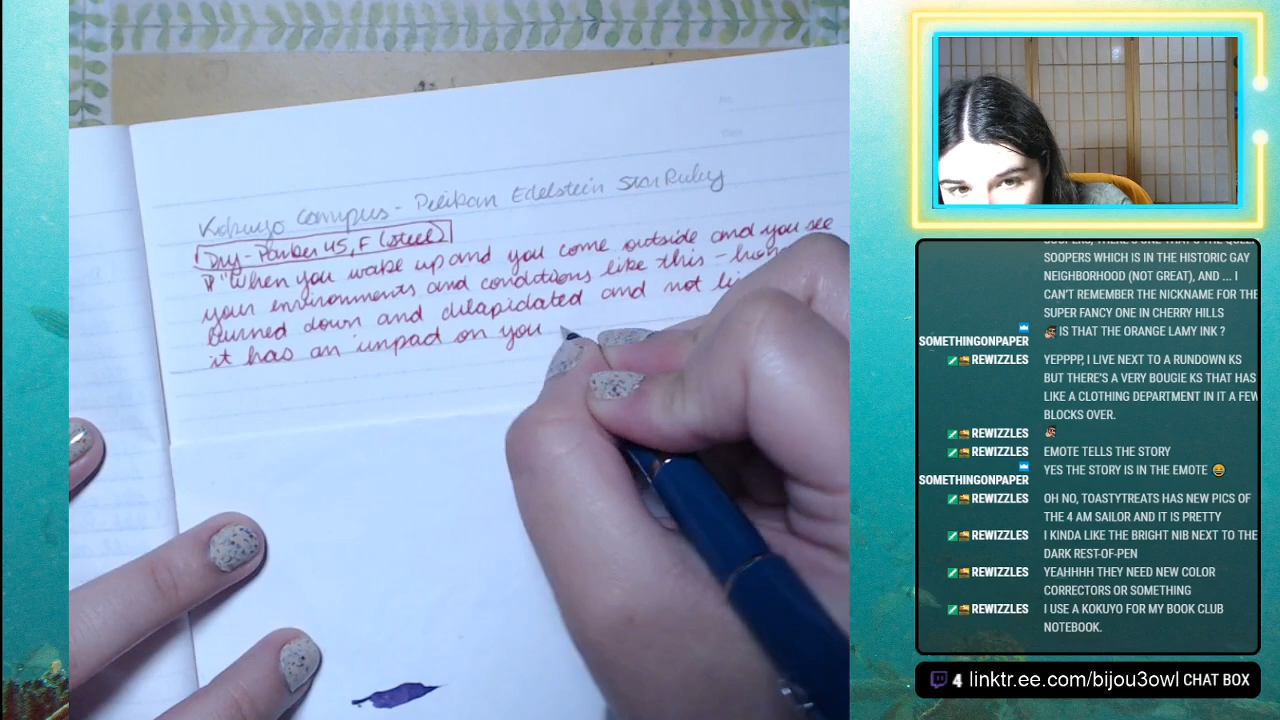 Kokuyo Campus - Pelikan Edelstein Star Ruby
Dry - Parker 45, F (steel)
"When you wake up and you come outside and you see
your environments and conditions like this -
burned down and dilapidated and not
it has an impact on you
SOOPERS WHICH IS IN THE HISTORIC GAY
NEIGHBORHOOD (NOT GREAT), AND ... I
CAN'T REMEMBER THE NICKNAME FOR THE
SUPER FANCY ONE IN CHERRY HILLS
SOMETHINGONPAPER IS THAT THE ORANGE LAMY INK ?
REWIZZLES YEPPPP, I LIVE NEXT TO A RUNDOWN KS
BUT THERE'S A VERY BOUGIE KS THAT HAS
LIKE A CLOTHING DEPARTMENT IN IT A FEW
BLOCKS OVER.
REWIZZLES
REWIZZLES EMOTE TELLS THE STORY
SOMETHINGONPAPER YES THE STORY IS IN THE EMOTE
REWIZZLES OH NO, TOASTYTREATS HAS NEW PICS OF
THE 4 AM SAILOR AND IT IS PRETTY
REWIZZLES I KINDA LIKE THE BRIGHT NIB NEXT TO THE
DARK REST-OF-PEN
REWIZZLES YEAHHHH THEY NEED NEW COLOR
CORRECTORS OR SOMETHING
REWIZZLES I USE A KOKUYO FOR MY BOOK CLUB
NOTEBOOK.
4 linktr.ee.com/bijou3owl CHAT BOX